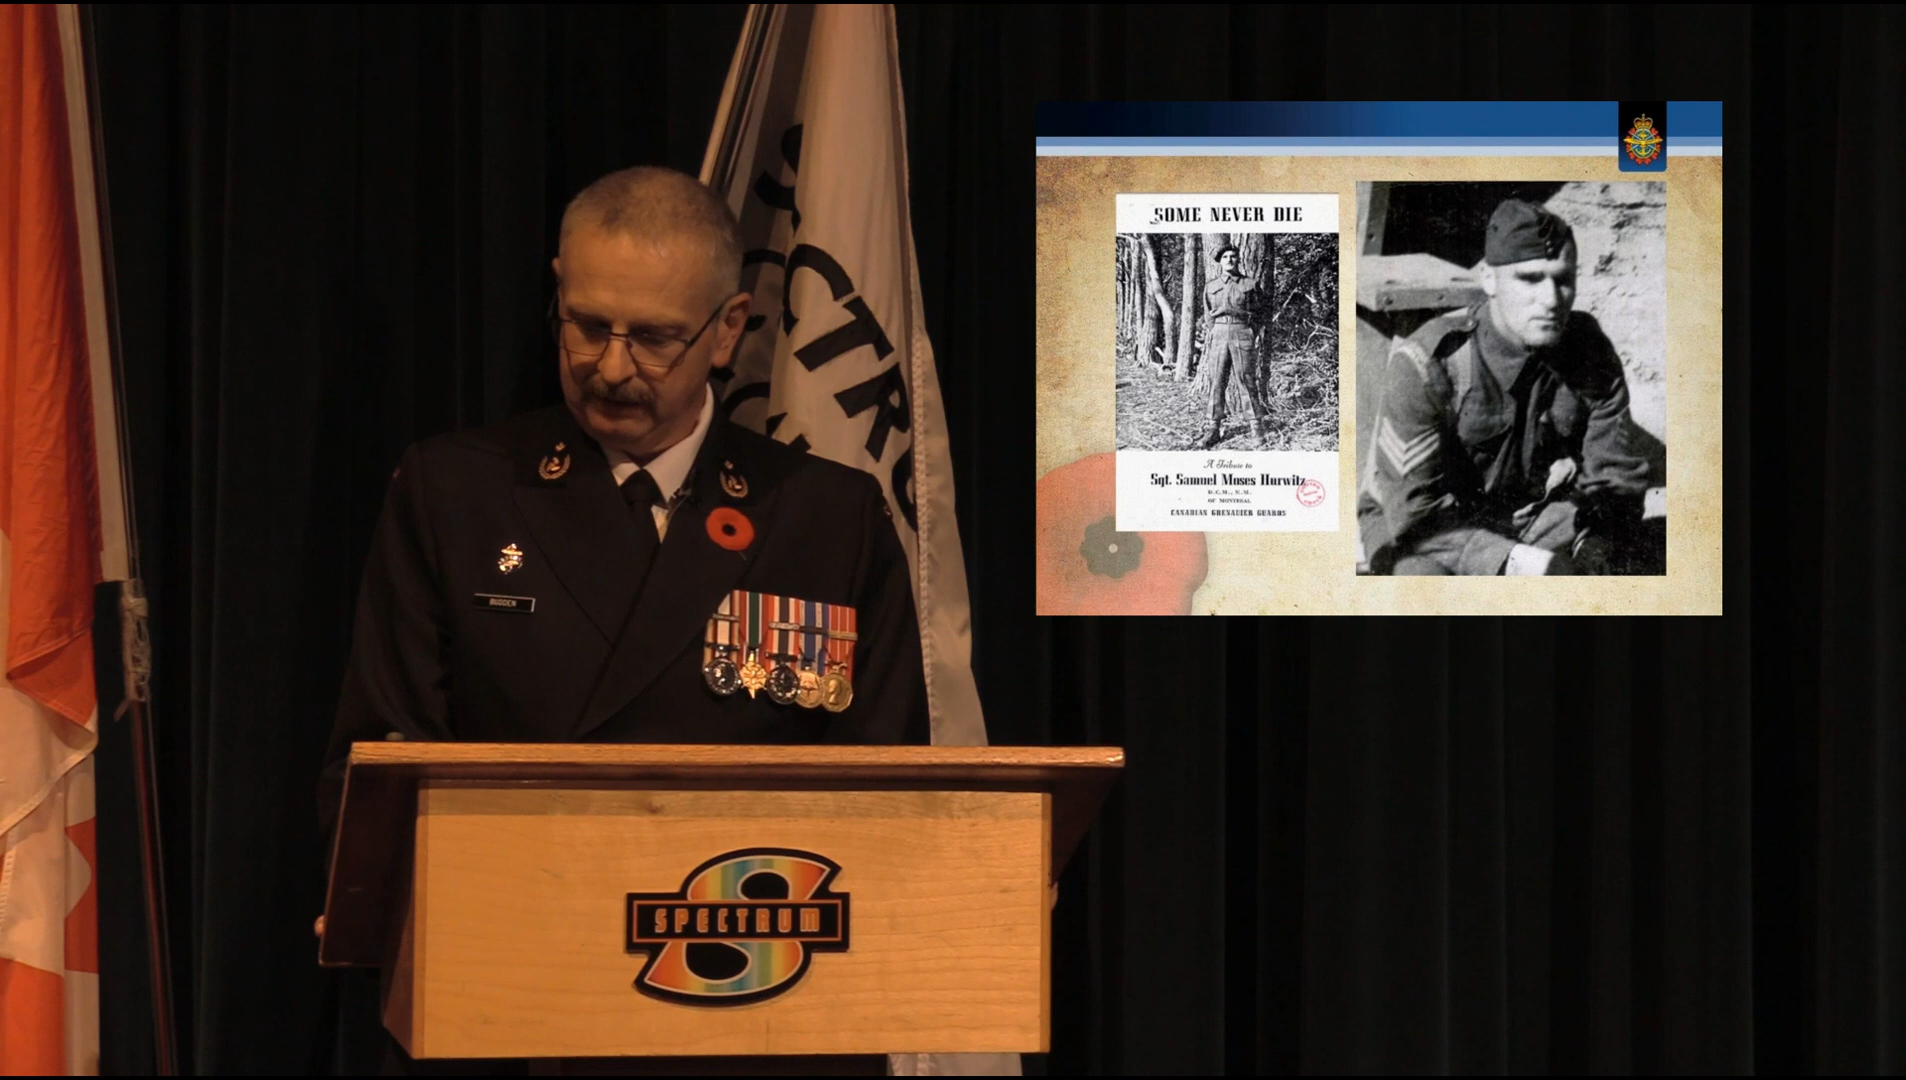 SOME NEVER DIE
A Tribute to
Sgt. Samuel Moses Hurwitz
D.C.M., M.M.
OF MONTREAL
CANADIAN GRENADIER GUARDS
BUDDEN
SPECTRUM